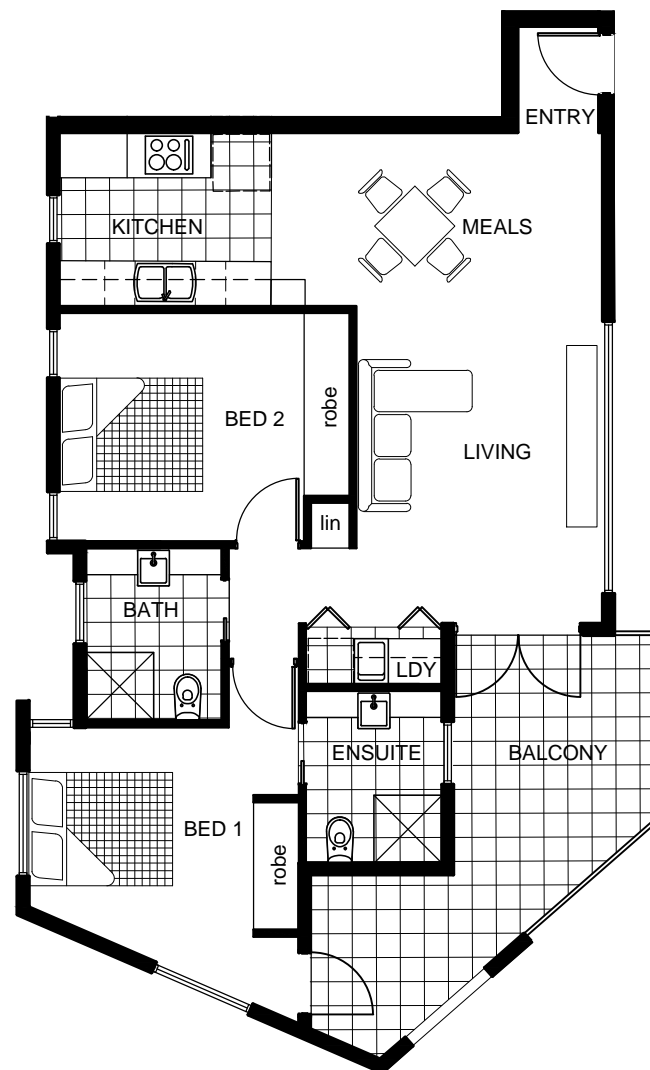 ENTRY
KITCHEN
MEALS
BED 2
robe
LIVING
lin
BATH
LDY
ENSUITE
BALCONY
BED 1
robe